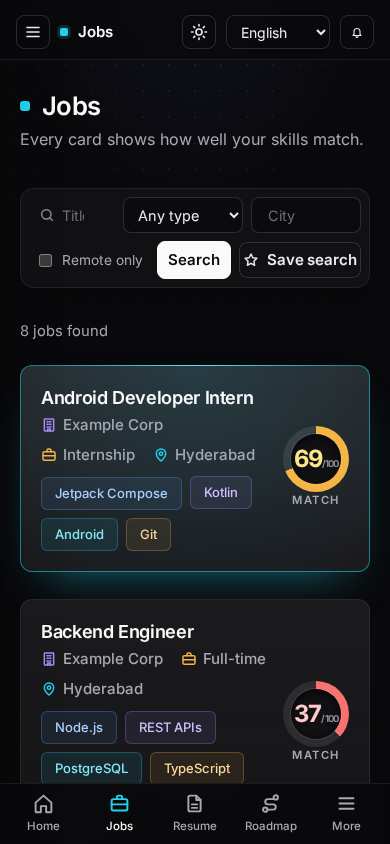 Jobs
English
Jobs
Every card shows how well your skills match.
Any type
City
Remote only
Search
Save search
8 jobs found
Android Developer Intern
Example Corp
Internship
Hyderabad
Jetpack Compose
Kotlin
Android
Git
69/100
MATCH
Backend Engineer
Example Corp
Full-time
Hyderabad
Node.js
REST APIs
PostgreSQL
TypeScript
37/100
MATCH
Home
Jobs
Resume
Roadmap
More